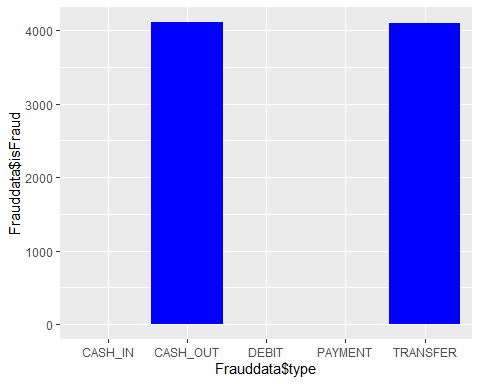 Frauddata$isFraud
4000
3000
2000
1000
0
CASH_IN CASH_OUT DEBIT PAYMENT TRANSFER
Frauddata$type